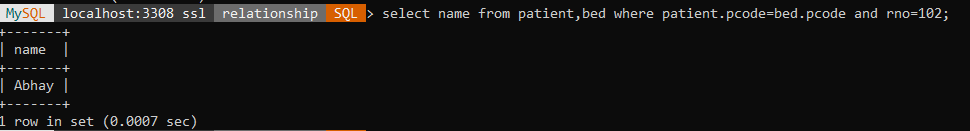 MySQL localhost:3308 ssl relationship SQL > select name from patient,bed where patient.pcode=bed.pcode and rno=102;
+-------+
| name  |
+-------+
| Abhay |
+-------+
1 row in set (0.0007 sec)